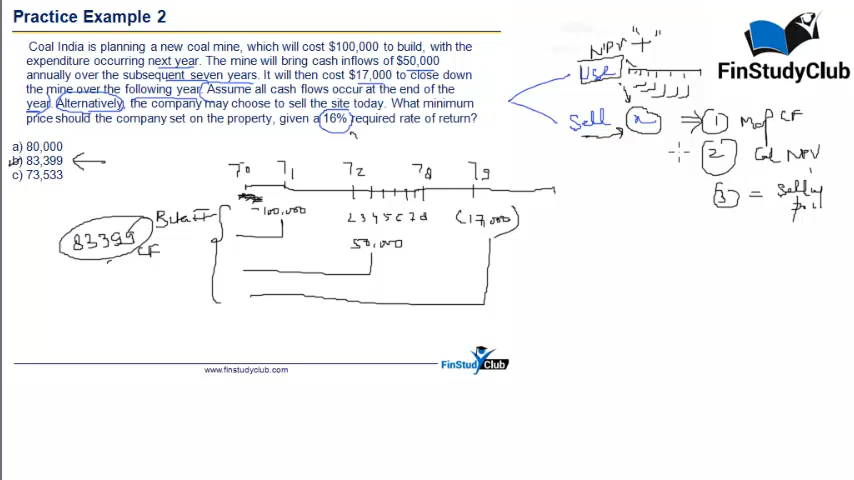 Practice Example 2
Coal India is planning a new coal mine, which will cost $100,000 to build, with the
expenditure occurring next year. The mine will bring cash inflows of $50,000
annually over the subsequent seven years. It will then cost $17,000 to close down
the mine over the following year. Assume all cash flows occur at the end of the
year. Alternatively, the company may choose to sell the site today. What minimum
price should the company set on the property, given a 16% required rate of return?
a) 80,000
b) 83,399
c) 73,533
NPV "+"
Use
Sell x
⇒ 1 Map CF
2 Cal NPV
3 = Selling
FinStudyClub
T0 T1 T2 T8 T9
-100,000 2 3 4 5 6 7 8 (17,000)
50,000
83399
CF
www.finstudyclub.com
FinStudyClub